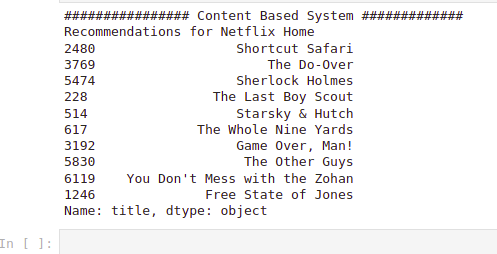 ################ Content Based System #############
Recommendations for Netflix Home
2480 Shortcut Safari
3769 The Do-Over
5474 Sherlock Holmes
228 The Last Boy Scout
514 Starsky & Hutch
617 The Whole Nine Yards
3192 Game Over, Man!
5830 The Other Guys
6119 You Don't Mess with the Zohan
1246 Free State of Jones
Name: title, dtype: object
In [ ]: